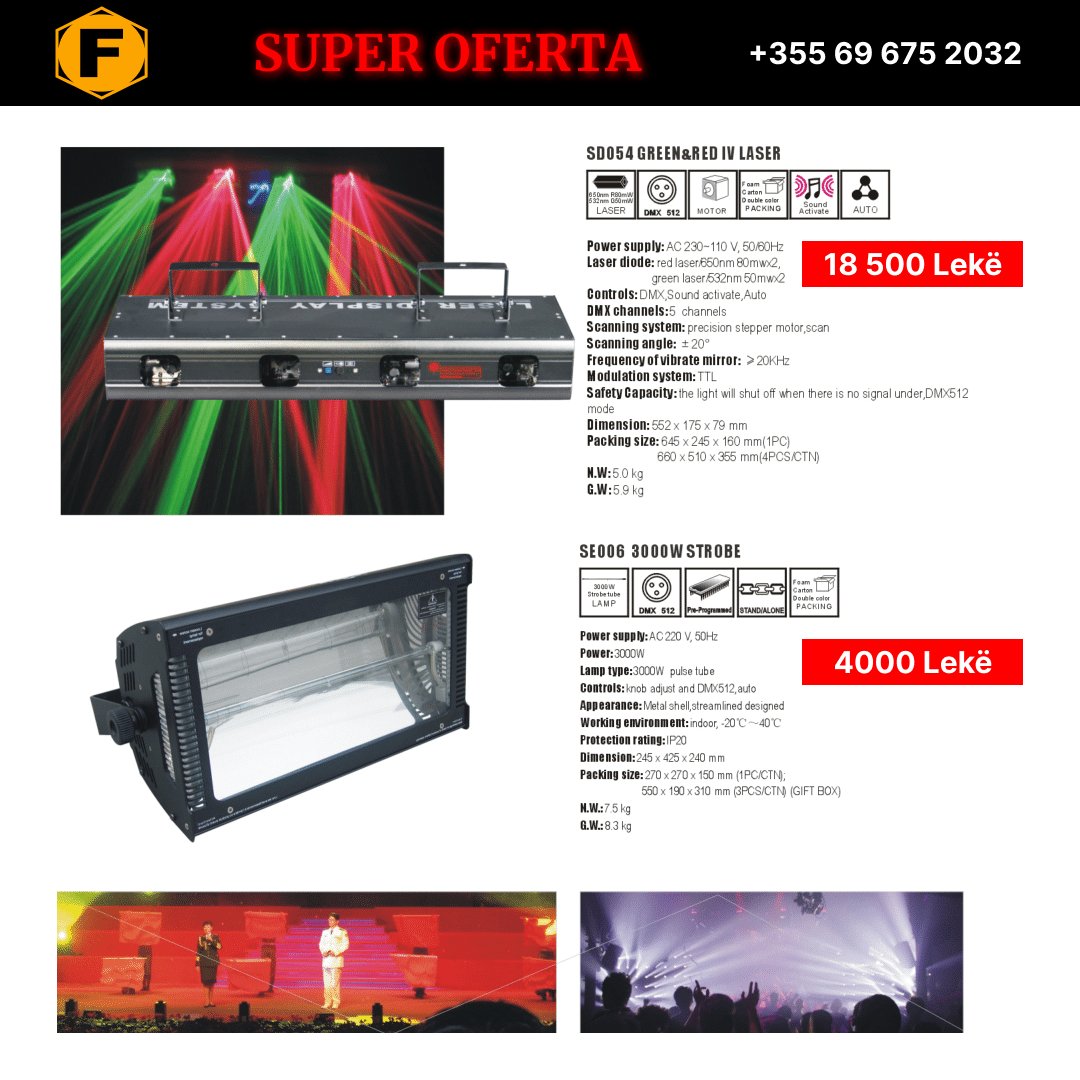 F
SUPER OFERTA
+355 69 675 2032
SD054 GREEN&RED IV LASER
650nm R80mW
532nm G50mW
LASER
DMX 512
MOTOR
Foam
Carton
Double color
PACKING
Sound
Activate
AUTO
Power supply: AC 230~110 V, 50/60Hz
Laser diode: red laser/650nm 80mwx2,
green laser/532nm 50mwx2
18 500 Lekë
Controls: DMX,Sound activate,Auto
DMX channels:5 channels
Scanning system: precision stepper motor,scan
Scanning angle: ±20°
Frequency of vibrate mirror: ⩾20KHz
Modulation system: TTL
Safety Capacity: the light will shut off when there is no signal under,DMX512
mode
Dimension: 552 x 175 x 79 mm
Packing size: 645 x 245 x 160 mm(1PC)
660 x 510 x 355 mm(4PCS/CTN)
N.W: 5.0 kg
G.W: 5.9 kg
LASER DISPLAY SYSTEM
SE006 3000W STROBE
3000W
Strobe tube
LAMP
DMX 512
Pre-Programmed
STAND/ALONE
Foam
Carton
Double color
PACKING
Power supply: AC 220 V, 50Hz
Power: 3000W
Lamp type: 3000W pulse tube
Controls: knob adjust and DMX512,auto
Appearance: Metal shell,streamlined designed
Working environment: indoor, -20℃~40℃
Protection rating: IP20
Dimension: 245 x 425 x 240 mm
Packing size: 270 x 270 x 150 mm (1PC/CTN);
550 x 190 x 310 mm (3PCS/CTN) (GIFT BOX)
N.W.: 7.5 kg
G.W.: 8.3 kg
4000 Lekë